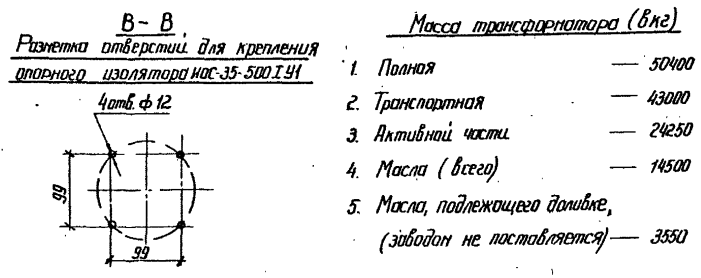 В - В
Разметка отверстий для крепления
опорного изолятора ИОС-35-500 I У1
4 отв. ф 12
99
99
Масса трансформатора (в кг)
1. Полная — 50400
2. Транспортная — 43000
3. Активной части — 24250
4. Масла (всего) — 14500
5. Масла, подлежащего доливке,
(заводом не поставляется) — 3550